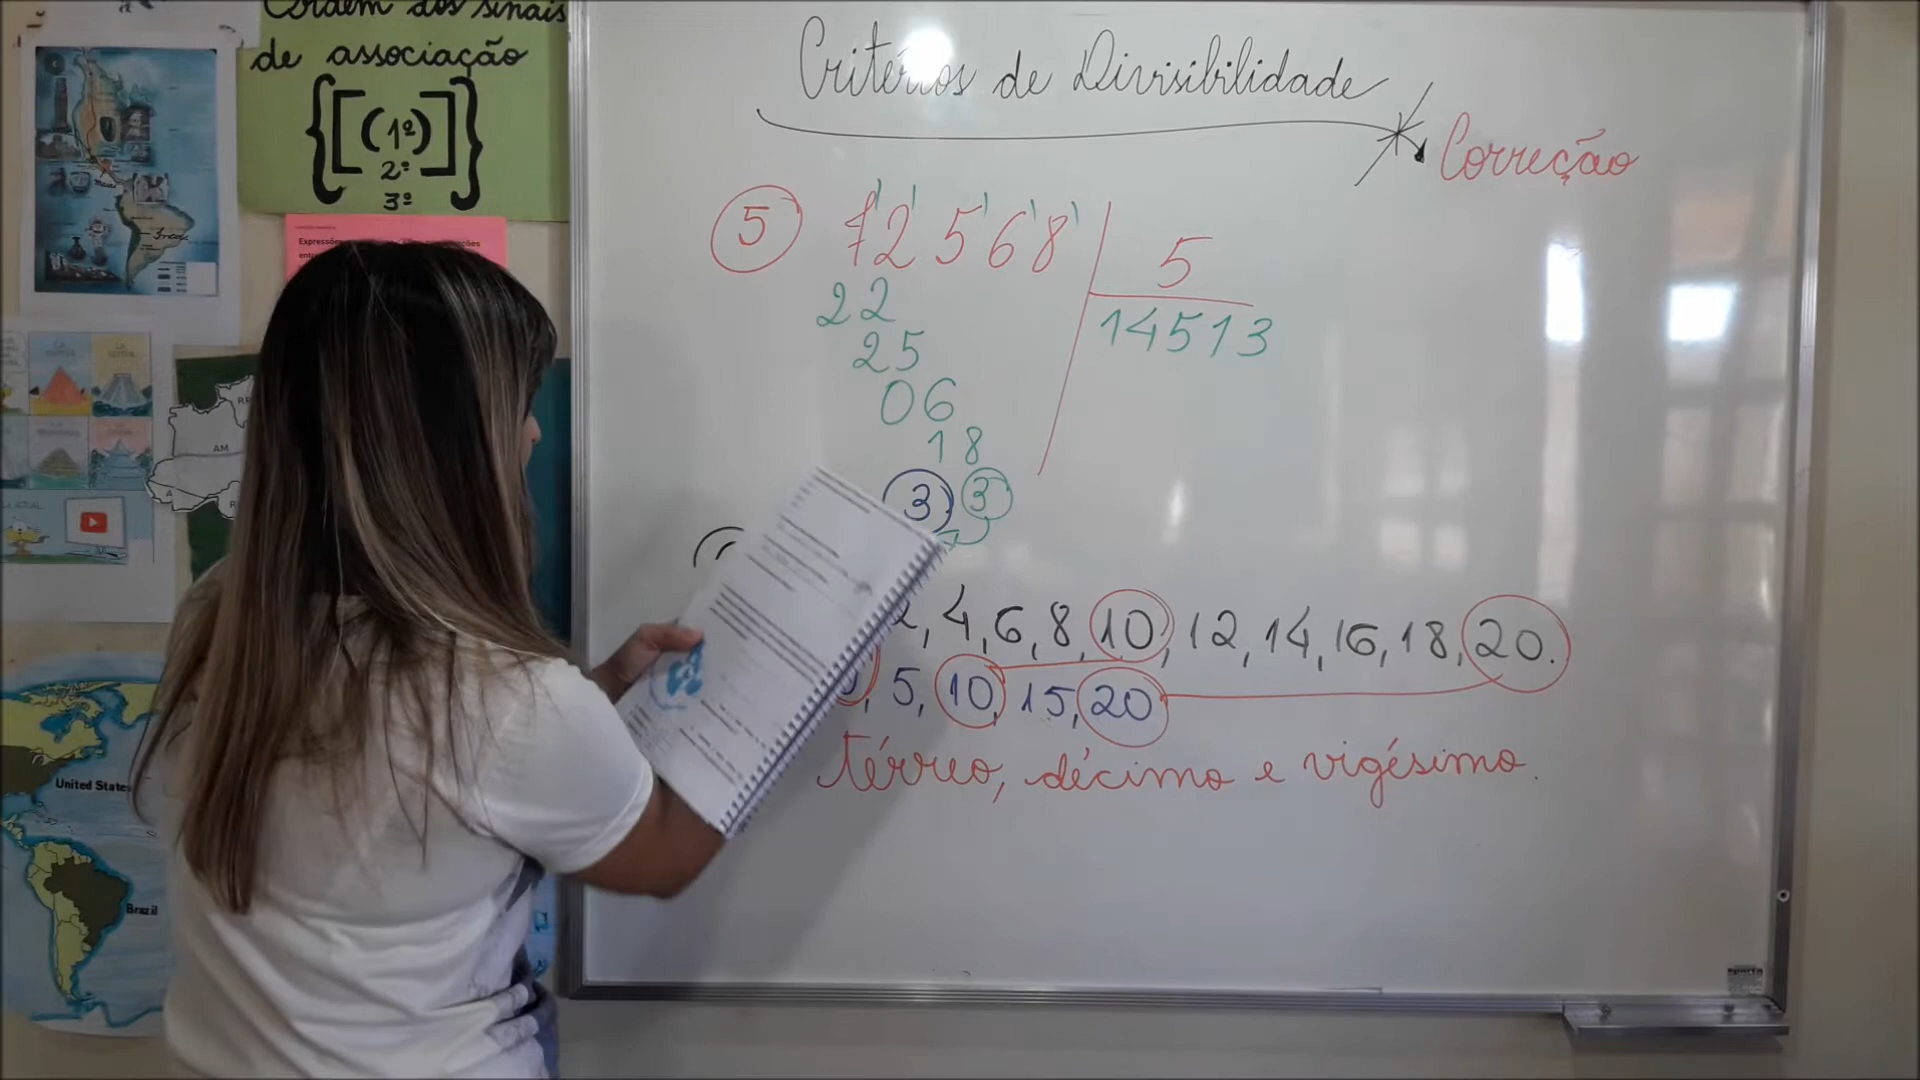 Ordem dos sinais
de associação
{[(1º)]}
2º
3º
Critérios de Divisibilidade
Correção
5
72568 5
22 14513
25
06
18
3 3
2, 4, 6, 8, 10, 12, 14, 16, 18, 20.
, 5, 10, 15, 20
térreo, décimo e vigésimo.
Brasil
RR
AM
A
R
United States
Brazil